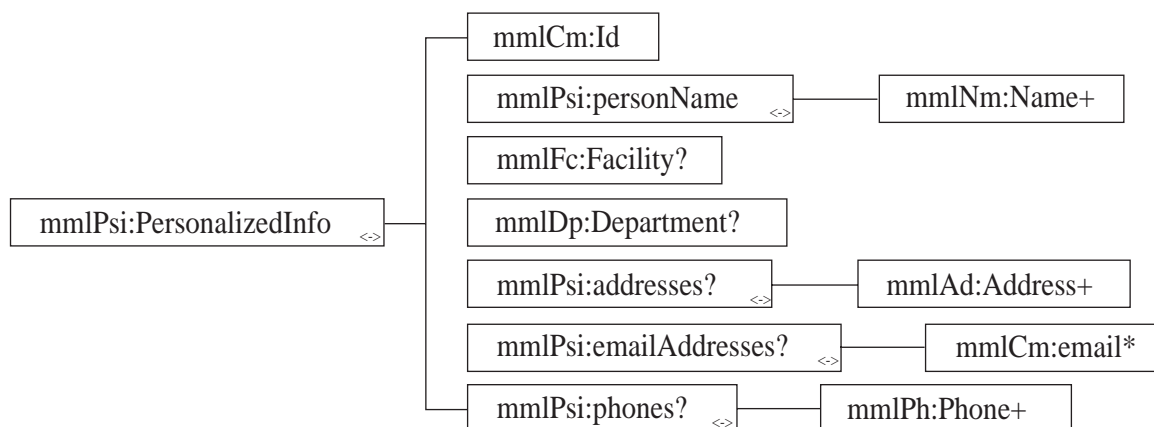 mmlCm:Id
mmlPsi:personName <-> mmlNm:Name+
mmlFc:Facility?
mmlPsi:PersonalizedInfo <->
mmlDp:Department?
mmlPsi:addresses? <-> mmlAd:Address+
mmlPsi:emailAddresses? <-> mmlCm:email*
mmlPsi:phones? <-> mmlPh:Phone+